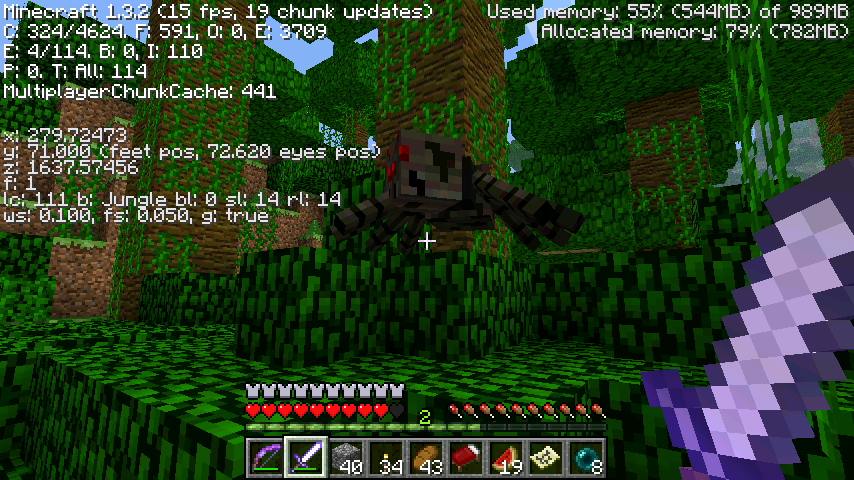 Minecraft 1.3.2 (15 fps, 19 chunk updates)
C: 324/4624, F: 591, O: 0, E: 3709
E: 4/114, B: 0, I: 110
P: 0, T: All: 114
MultiplayerChunkCache: 441
Used memory: 55% (544MB) of 989MB
Allocated memory: 79% (782MB)
x: 279.72473
y: 71.000 (feet pos, 72.620 eyes pos)
z: 1637.57456
f: 1
lc: 111 b: Jungle bl: 0 sl: 14 rl: 14
ws: 0.100, fs: 0.050, g: true
2
40 34 43 19 8